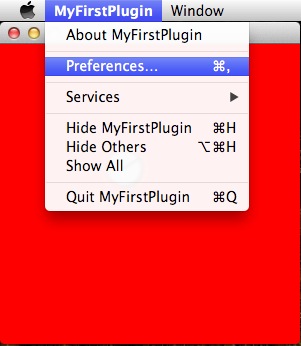 MyFirstPlugin Window
About MyFirstPlugin
Preferences... ⌘,
Services ▶
Hide MyFirstPlugin ⌘H
Hide Others ⌥⌘H
Show All
Quit MyFirstPlugin ⌘Q